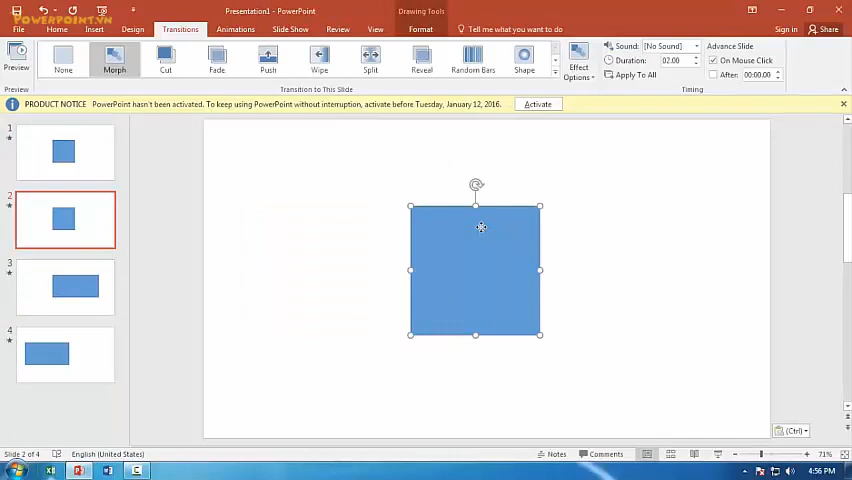 POWERPOINT.VN
Presentation1 - PowerPoint
Drawing Tools
File
Home
Insert
Design
Transitions
Animations
Slide Show
Review
View
Format
Tell me what you want to do...
Sign in
Share
Preview
None
Morph
Cut
Fade
Push
Wipe
Split
Reveal
Random Bars
Shape
Effect
Options
Sound: [No Sound]
Duration: 02.00
Apply To All
Advance Slide
On Mouse Click
After: 00:00.00
Preview
Transition to This Slide
Timing
PRODUCT NOTICE PowerPoint hasn't been activated. To keep using PowerPoint without interruption, activate before Tuesday, January 12, 2016.
Activate
1
2
3
4
(Ctrl)
Slide 2 of 4
English (United States)
Notes
Comments
71%
4:56 PM